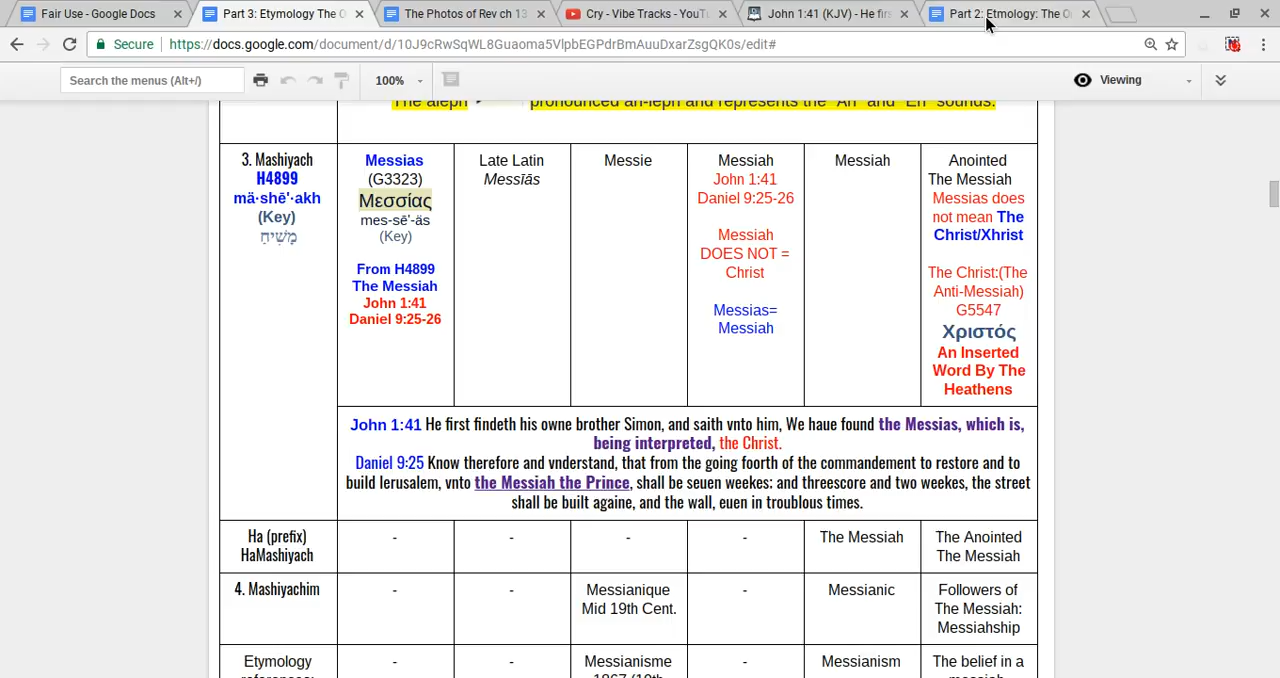 Fair Use - Google Docs
Part 3: Etymology The O
The Photos of Rev ch 13
Cry - Vibe Tracks - YouTu
John 1:41 (KJV) - He firs
Part 2: Etmology: The O
Secure
https://docs.google.com/document/d/10J9cRwSqWL8Guaoma5VlpbEGPdrBmAuuDxarZsgQK0s/edit#
Search the menus (Alt+/)
100%
Viewing
The aleph pronounced ah-leph and represents the "Ah" and "Eh" sounds.
3. Mashiyach
H4899
mä·shē'·akh
(Key)
מָשִׁיחַ
Messias
(G3323)
Μεσσίας
mes-sē'-äs
(Key)
From H4899
The Messiah
John 1:41
Daniel 9:25-26
Late Latin
Messīās
Messie
Messiah
John 1:41
Daniel 9:25-26
Messiah
DOES NOT =
Christ
Messias=
Messiah
Messiah
Anointed
The Messiah
Messias does
not mean The
Christ/Xhrist
The Christ:(The
Anti-Messiah)
G5547
Χριστός
An Inserted
Word By The
Heathens
John 1:41 He first findeth his owne brother Simon, and saith vnto him, We haue found the Messias, which is,
being interpreted, the Christ.
Daniel 9:25 Know therefore and vnderstand, that from the going foorth of the commandement to restore and to
build Ierusalem, vnto the Messiah the Prince, shall be seuen weekes: and threescore and two weekes, the street
shall be built againe, and the wall, euen in troublous times.
Ha (prefix)
HaMashiyach
-
-
-
-
The Messiah
The Anointed
The Messiah
4. Mashiyachim
-
-
Messianique
Mid 19th Cent.
-
Messianic
Followers of
The Messiah:
Messiahship
Etymology
references:
-
-
Messianisme
1867 (19th
-
Messianism
The belief in a
messiah